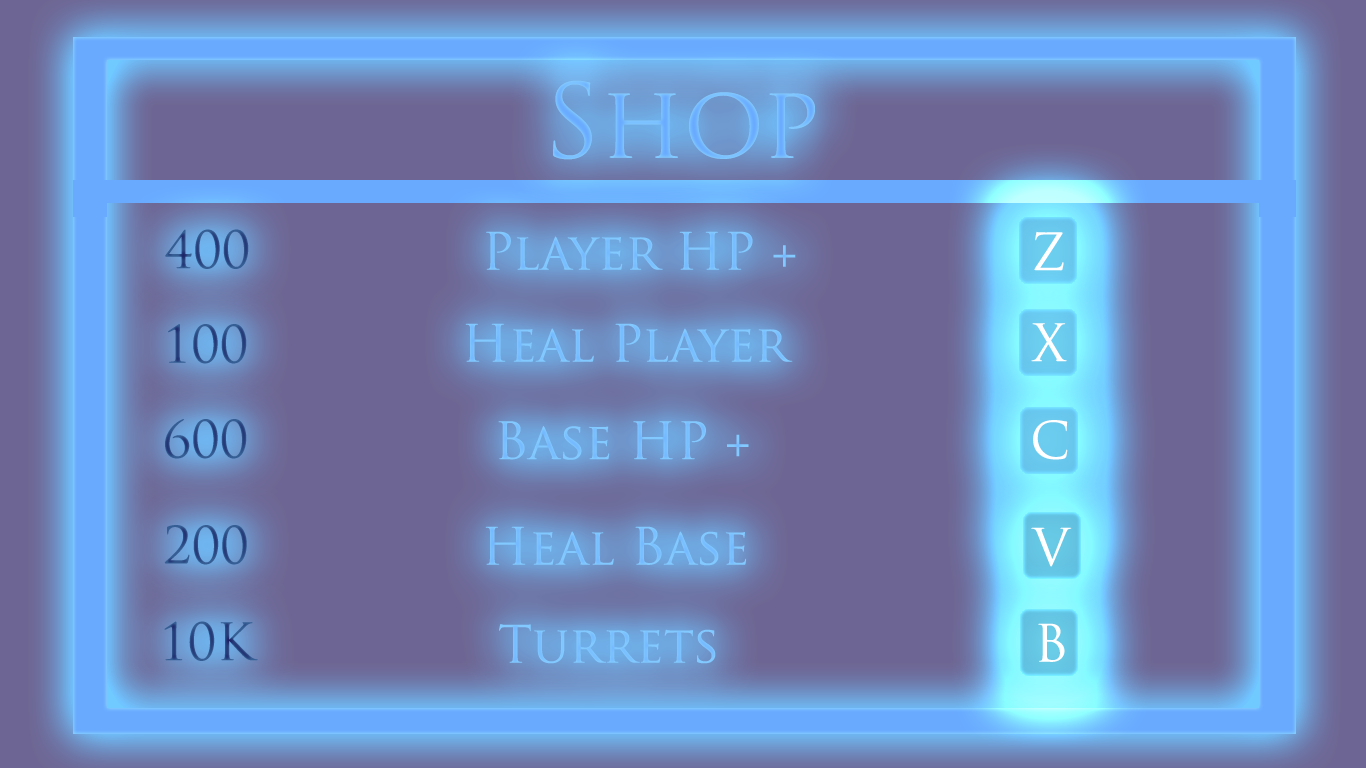 Shop
400 Player HP + Z
100 Heal Player X
600 Base HP + C
200 Heal Base V
10K Turrets B